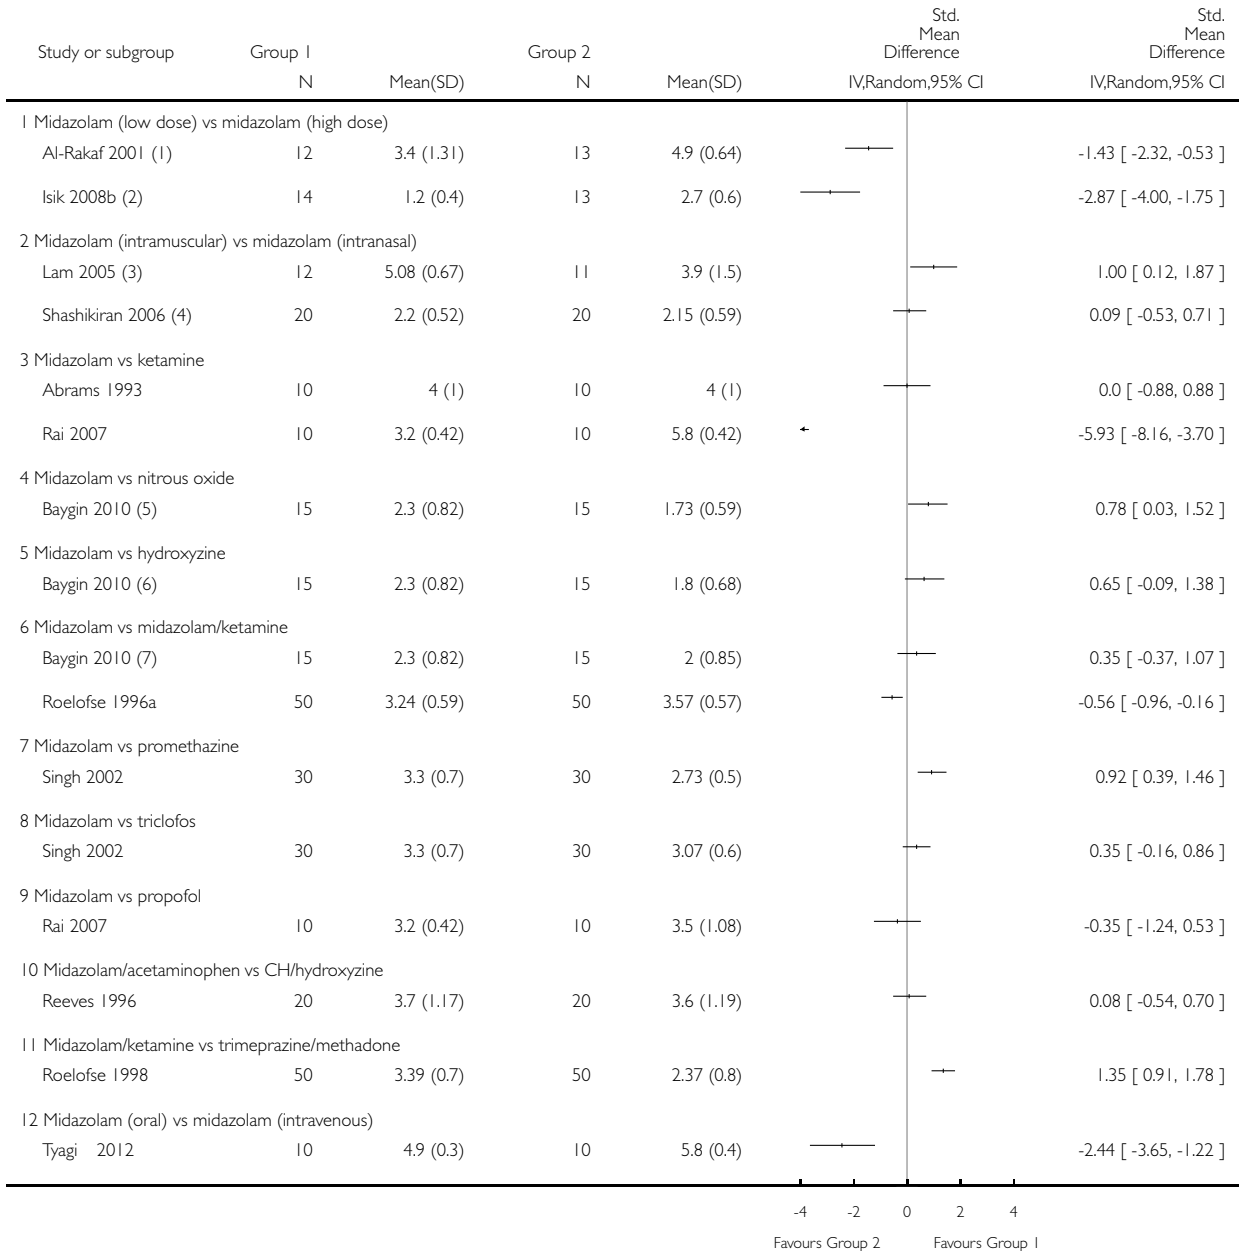 Std.
Mean
Difference
Std.
Mean
Difference
Study or subgroup Group 1 Group 2
N Mean(SD) N Mean(SD) IV,Random,95% CI IV,Random,95% CI
1 Midazolam (low dose) vs midazolam (high dose)
Al-Rakaf 2001 (1) 12 3.4 (1.31) 13 4.9 (0.64) -1.43 [ -2.32, -0.53 ]
Isik 2008b (2) 14 1.2 (0.4) 13 2.7 (0.6) -2.87 [ -4.00, -1.75 ]
2 Midazolam (intramuscular) vs midazolam (intranasal)
Lam 2005 (3) 12 5.08 (0.67) 11 3.9 (1.5) 1.00 [ 0.12, 1.87 ]
Shashikiran 2006 (4) 20 2.2 (0.52) 20 2.15 (0.59) 0.09 [ -0.53, 0.71 ]
3 Midazolam vs ketamine
Abrams 1993 10 4 (1) 10 4 (1) 0.0 [ -0.88, 0.88 ]
Rai 2007 10 3.2 (0.42) 10 5.8 (0.42) -5.93 [ -8.16, -3.70 ]
4 Midazolam vs nitrous oxide
Baygin 2010 (5) 15 2.3 (0.82) 15 1.73 (0.59) 0.78 [ 0.03, 1.52 ]
5 Midazolam vs hydroxyzine
Baygin 2010 (6) 15 2.3 (0.82) 15 1.8 (0.68) 0.65 [ -0.09, 1.38 ]
6 Midazolam vs midazolam/ketamine
Baygin 2010 (7) 15 2.3 (0.82) 15 2 (0.85) 0.35 [ -0.37, 1.07 ]
Roelofse 1996a 50 3.24 (0.59) 50 3.57 (0.57) -0.56 [ -0.96, -0.16 ]
7 Midazolam vs promethazine
Singh 2002 30 3.3 (0.7) 30 2.73 (0.5) 0.92 [ 0.39, 1.46 ]
8 Midazolam vs triclofos
Singh 2002 30 3.3 (0.7) 30 3.07 (0.6) 0.35 [ -0.16, 0.86 ]
9 Midazolam vs propofol
Rai 2007 10 3.2 (0.42) 10 3.5 (1.08) -0.35 [ -1.24, 0.53 ]
10 Midazolam/acetaminophen vs CH/hydroxyzine
Reeves 1996 20 3.7 (1.17) 20 3.6 (1.19) 0.08 [ -0.54, 0.70 ]
11 Midazolam/ketamine vs trimeprazine/methadone
Roelofse 1998 50 3.39 (0.7) 50 2.37 (0.8) 1.35 [ 0.91, 1.78 ]
12 Midazolam (oral) vs midazolam (intravenous)
Tyagi 2012 10 4.9 (0.3) 10 5.8 (0.4) -2.44 [ -3.65, -1.22 ]
-4 -2 0 2 4
Favours Group 2 Favours Group 1